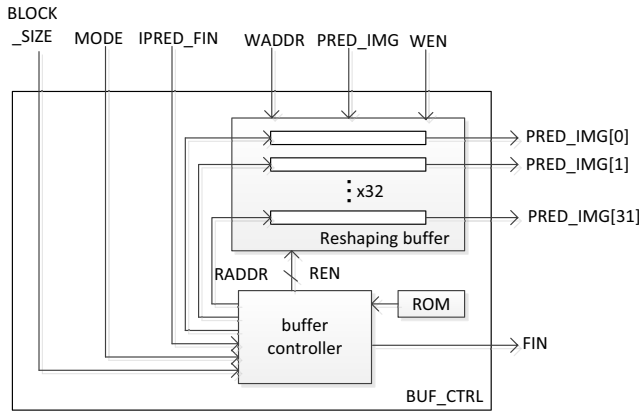 BLOCK
_SIZE MODE IPRED_FIN WADDR PRED_IMG WEN
PRED_IMG[0]
PRED_IMG[1]
x32
PRED_IMG[31]
Reshaping buffer
RADDR REN
ROM
buffer
controller
FIN
BUF_CTRL